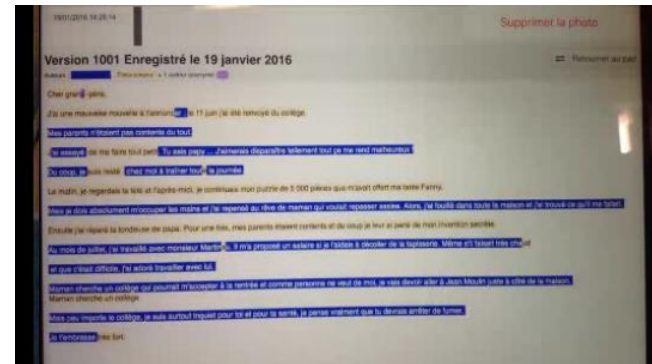 19/01/2016 14:25:14
Supprimer la photo
Version 1001 Enregistré le 19 janvier 2016
Retourner au pad
Auteurs :
Cher grand-père,
J'ai une mauvaise nouvelle à t'annoncer : le 11 juin j'ai été renvoyé du collège.
Mes parents n'étaient pas contents du tout.
J'ai essayé de me faire tout petit. Tu sais papy ... J'aimerais disparaître tellement tout ça me rend malheureux !
Du coup, je suis resté chez moi à traîner toute la journée.
Le matin, je regardais la télé et l'après-midi, je continuais mon puzzle de 5 000 pièces que m'avait offert ma tante Fanny.
Mais je dois absolument m'occuper les mains et j'ai repensé au rêve de maman qui voulait repasser assise. Alors, j'ai fouillé dans toute la maison et j'ai trouvé ce qu'il me fallait.
Ensuite j'ai réparé la tondeuse de papa. Pour une fois, mes parents étaient contents et du coup je leur ai parlé de mon invention secrète.
Au mois de juillet, j'ai travaillé avec monsieur Martin, il m'a proposé un salaire si je l'aidais à décoller de la tapisserie. Même s'il faisait très chaud
et que c'était difficile, j'ai adoré travailler avec lui.
Maman cherche un collège qui pourrait m'accepter à la rentrée et comme personne ne veut de moi, je vais devoir aller à Jean Moulin juste à côté de la maison.
Maman cherche un collège.
Mais peu importe le collège, je suis surtout inquiet pour toi et pour ta santé, je pense vraiment que tu devrais arrêter de fumer.
Je t'embrasse très fort.